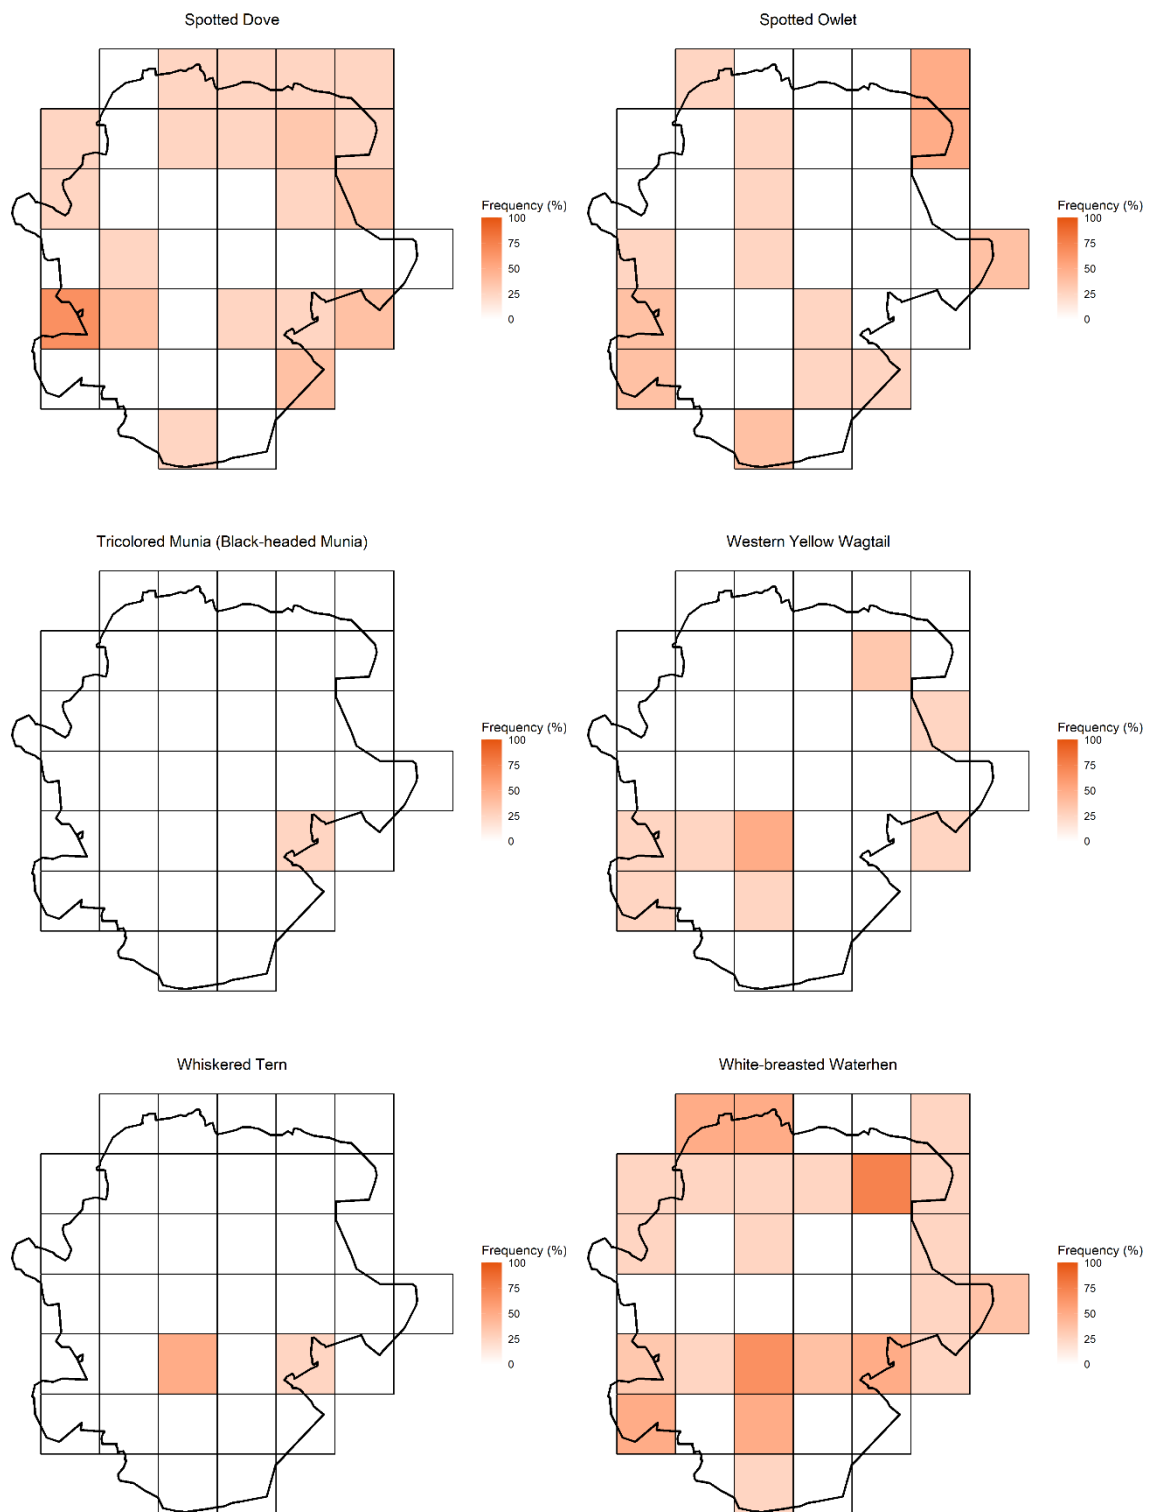 Spotted Dove
Spotted Owlet
Frequency (%)
100
75
50
25
0
Frequency (%)
100
75
50
25
0
Tricolored Munia (Black-headed Munia)
Western Yellow Wagtail
Frequency (%)
100
75
50
25
0
Frequency (%)
100
75
50
25
0
Whiskered Tern
White-breasted Waterhen
Frequency (%)
100
75
50
25
0
Frequency (%)
100
75
50
25
0